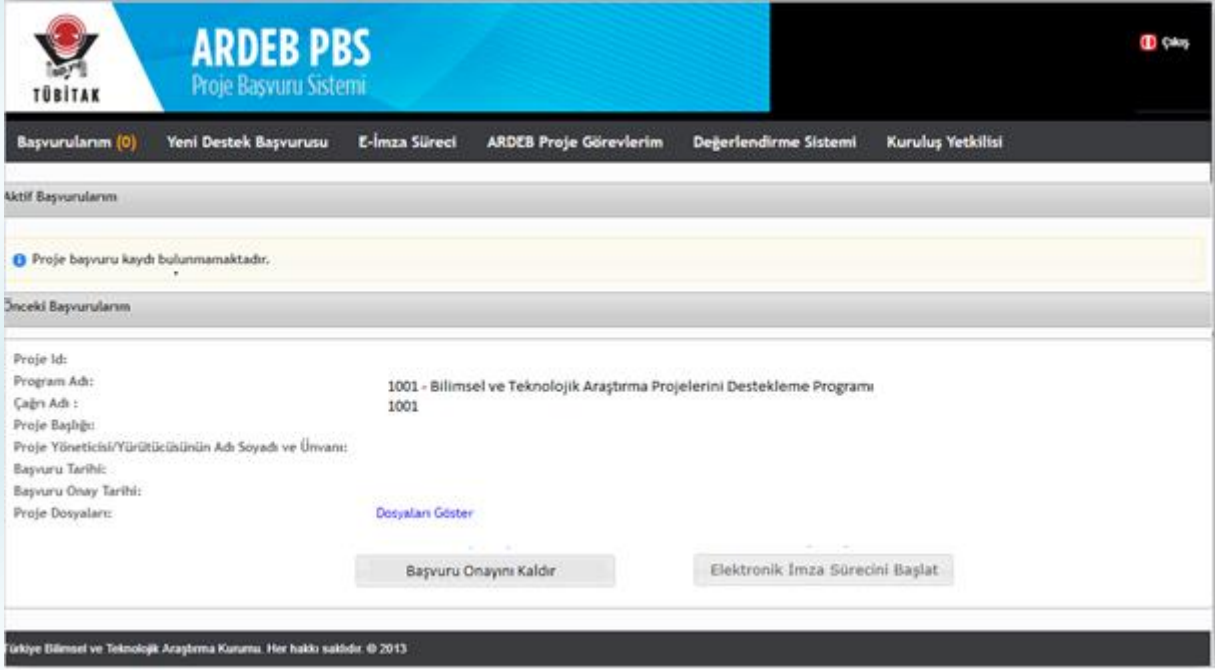 TÜBİTAK
ARDEB PBS
Proje Başvuru Sistemi
Çıkış
Başvurularım (0) Yeni Destek Başvurusu E-İmza Süreci ARDEB Proje Görevlerim Değerlendirme Sistemi Kuruluş Yetkilisi
Aktif Başvurularım
Proje başvuru kaydı bulunmamaktadır.
Önceki Başvurularım
Proje Id:
Program Adı: 1001 - Bilimsel ve Teknolojik Araştırma Projelerini Destekleme Programı
Çağrı Adı : 1001
Proje Başlığı:
Proje Yöneticisi/Yürütücüsünün Adı Soyadı ve Ünvanı:
Başvuru Tarihi:
Başvuru Onay Tarihi:
Proje Dosyaları: Dosyaları Göster
Başvuru Onayını Kaldır Elektronik İmza Sürecini Başlat
Türkiye Bilimsel ve Teknolojik Araştırma Kurumu. Her hakkı saklıdır. © 2013